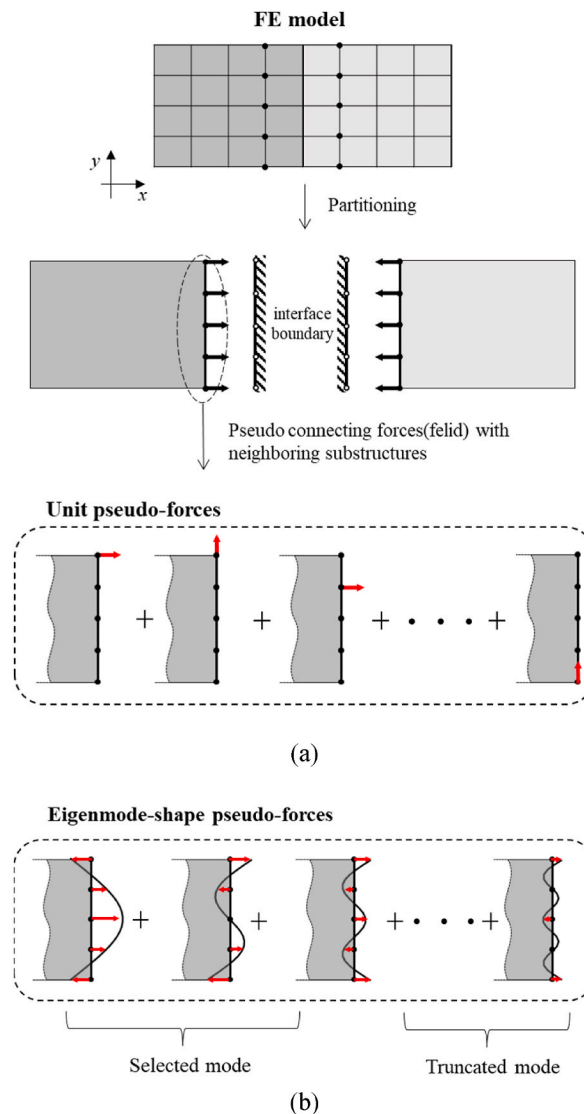 FE model
y
x
Partitioning
interface
boundary
Pseudo connecting forces(felid) with
neighboring substructures
Unit pseudo-forces
+ + + • • • +
(a)
Eigenmode-shape pseudo-forces
+ + + • • • +
Selected mode
Truncated mode
(b)